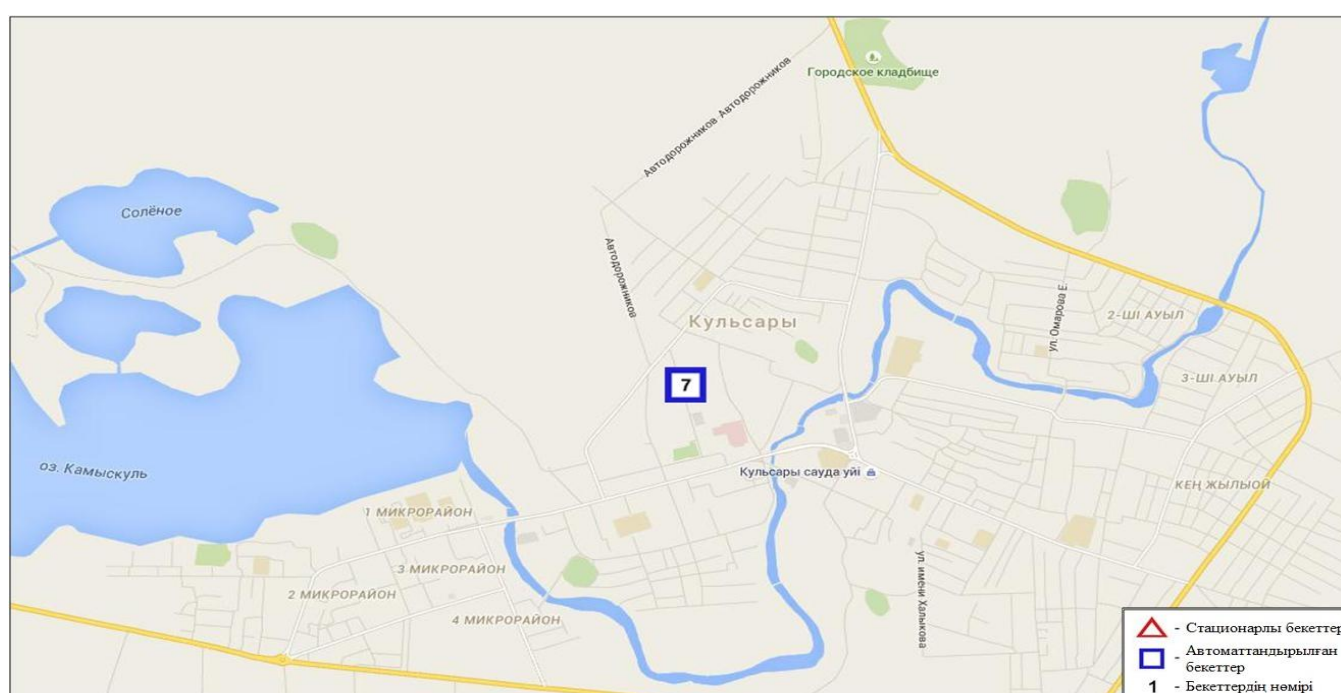 Городское кладбище
Автодорожников Автодорожников
Солёное
Автодорожников
ул. Омарова Е.
2-ШІ АУЫЛ
Кульсары
3-ШІ АУЫЛ
7
оз. Камыскуль
Кульсары сауда уйі
КЕҢ ЖЫЛЫОЙ
1 МИКРОРАЙОН
3 МИКРОРАЙОН
ул. имени Халыкова
2 МИКРОРАЙОН
4 МИКРОРАЙОН
- Стационарлы бекеттер
- Автоматтандырылған
бекеттер
1 - Бекеттердің нөмірі